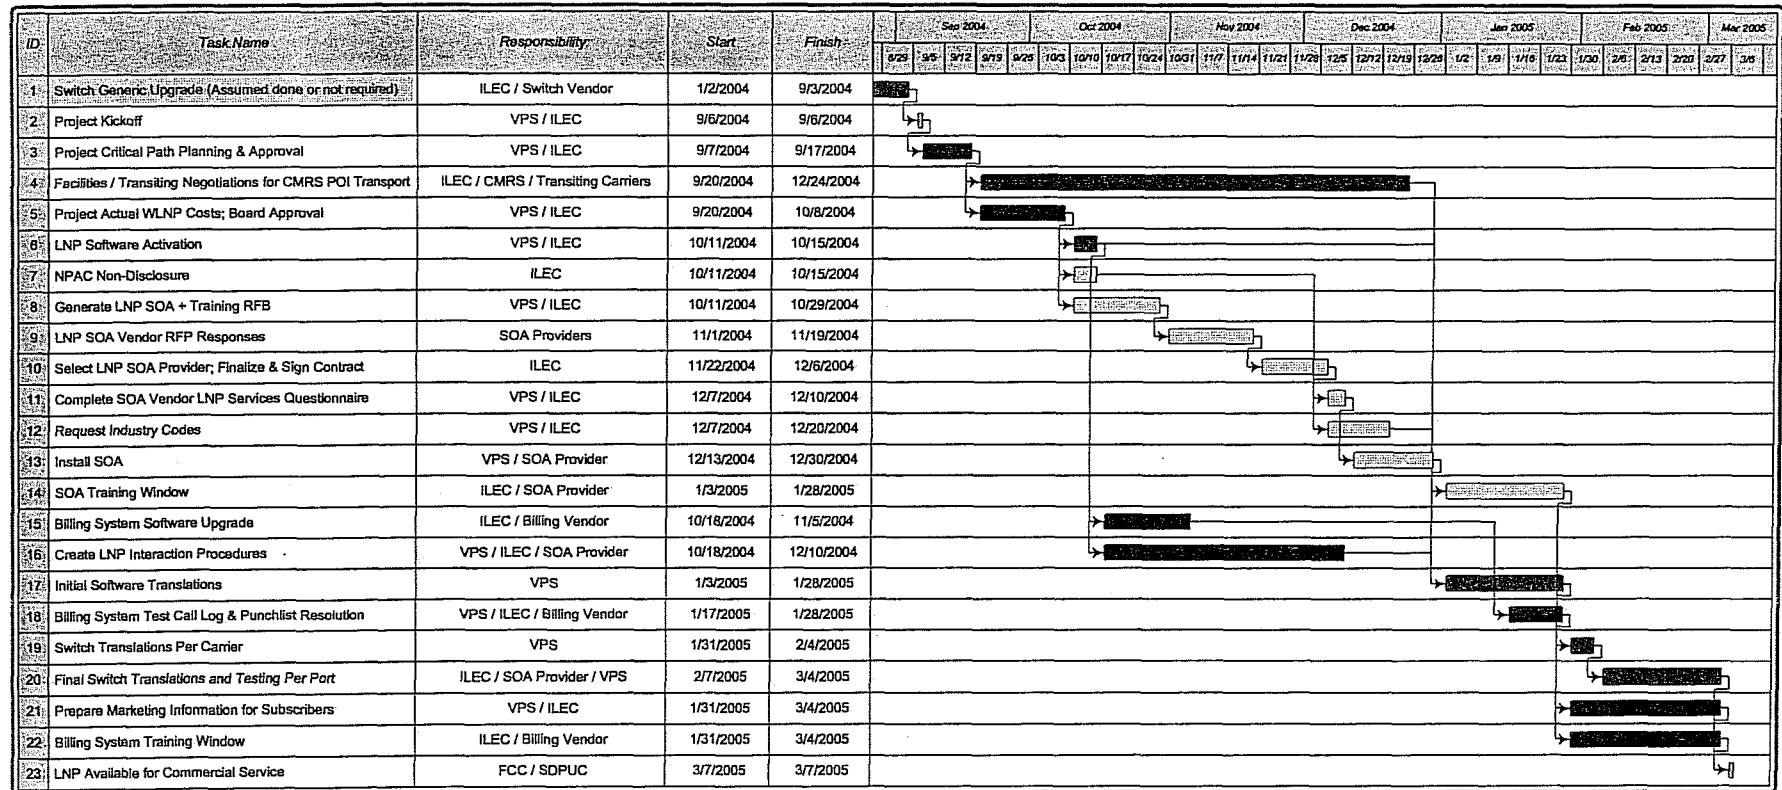 ID Task Name Responsibility Start Finish Sep 2004 Oct 2004 Nov 2004 Dec 2004 Jan 2005 Feb 2005 Mar 2005
8/29 9/5 9/12 9/19 9/26 10/3 10/10 10/17 10/24 10/31 11/7 11/14 11/21 11/28 12/5 12/12 12/19 12/26 1/2 1/9 1/16 1/23 1/30 2/6 2/13 2/20 2/27 3/6
1 Switch Generic Upgrade (Assumed done or not required) ILEC / Switch Vendor 1/2/2004 9/3/2004
2 Project Kickoff VPS / ILEC 9/6/2004 9/6/2004
3 Project Critical Path Planning & Approval VPS / ILEC 9/7/2004 9/17/2004
4 Facilities / Transiting Negotiations for CMRS POI Transport ILEC / CMRS / Transiting Carriers 9/20/2004 12/24/2004
5 Project Actual WLNP Costs; Board Approval VPS / ILEC 9/20/2004 10/8/2004
6 LNP Software Activation VPS / ILEC 10/11/2004 10/15/2004
7 NPAC Non-Disclosure ILEC 10/11/2004 10/15/2004
8 Generate LNP SOA + Training RFB VPS / ILEC 10/11/2004 10/29/2004
9 LNP SOA Vendor RFP Responses SOA Providers 11/1/2004 11/19/2004
10 Select LNP SOA Provider; Finalize & Sign Contract ILEC 11/22/2004 12/6/2004
11 Complete SOA Vendor LNP Services Questionnaire VPS / ILEC 12/7/2004 12/10/2004
12 Request Industry Codes VPS / ILEC 12/7/2004 12/20/2004
13 Install SOA VPS / SOA Provider 12/13/2004 12/30/2004
14 SOA Training Window ILEC / SOA Provider 1/3/2005 1/28/2005
15 Billing System Software Upgrade ILEC / Billing Vendor 10/18/2004 11/5/2004
16 Create LNP Interaction Procedures VPS / ILEC / SOA Provider 10/18/2004 12/10/2004
17 Initial Software Translations VPS 1/3/2005 1/28/2005
18 Billing System Test Call Log & Punchlist Resolution VPS / ILEC / Billing Vendor 1/17/2005 1/28/2005
19 Switch Translations Per Carrier VPS 1/31/2005 2/4/2005
20 Final Switch Translations and Testing Per Port ILEC / SOA Provider / VPS 2/7/2005 3/4/2005
21 Prepare Marketing Information for Subscribers VPS / ILEC 1/31/2005 3/4/2005
22 Billing System Training Window ILEC / Billing Vendor 1/31/2005 3/4/2005
23 LNP Available for Commercial Service FCC / SDPUC 3/7/2005 3/7/2005